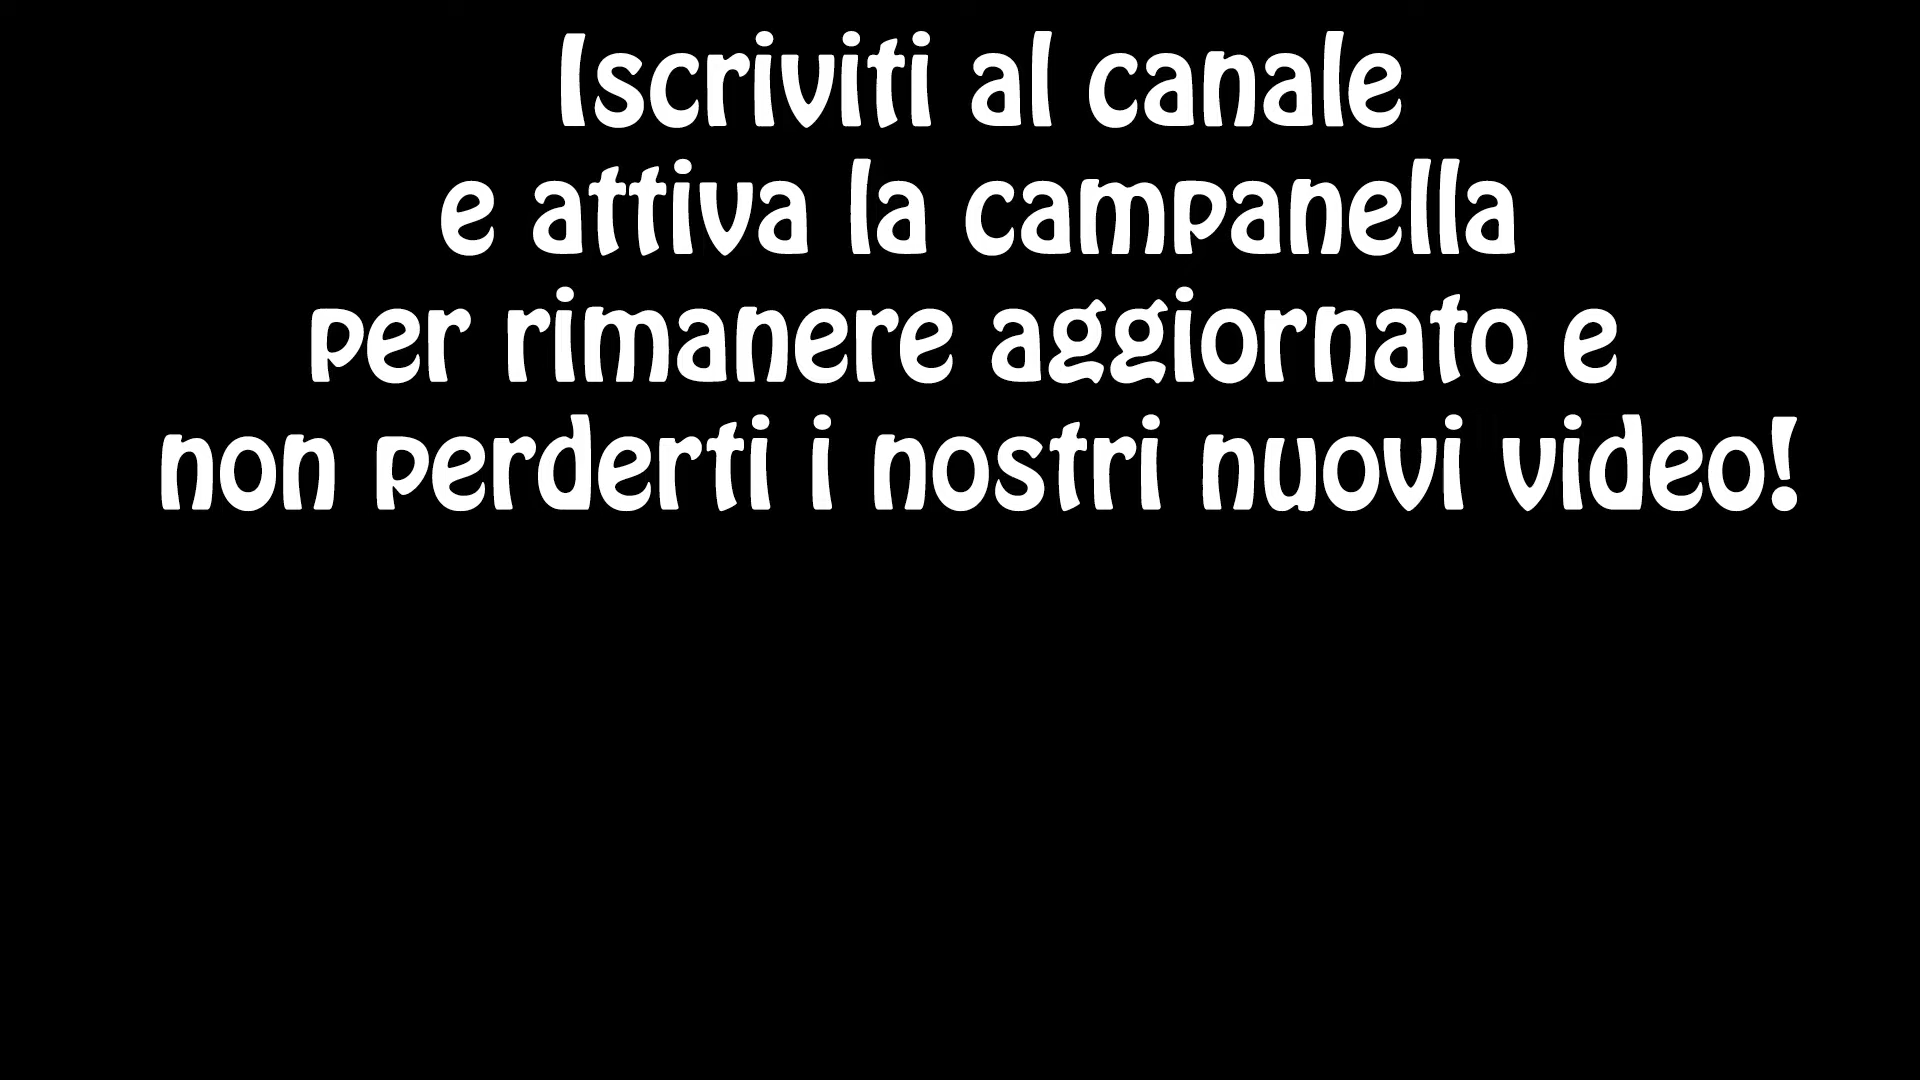 Iscriviti al canale
e attiva la campanella
per rimanere aggiornato e
non perderti i nostri nuovi video!